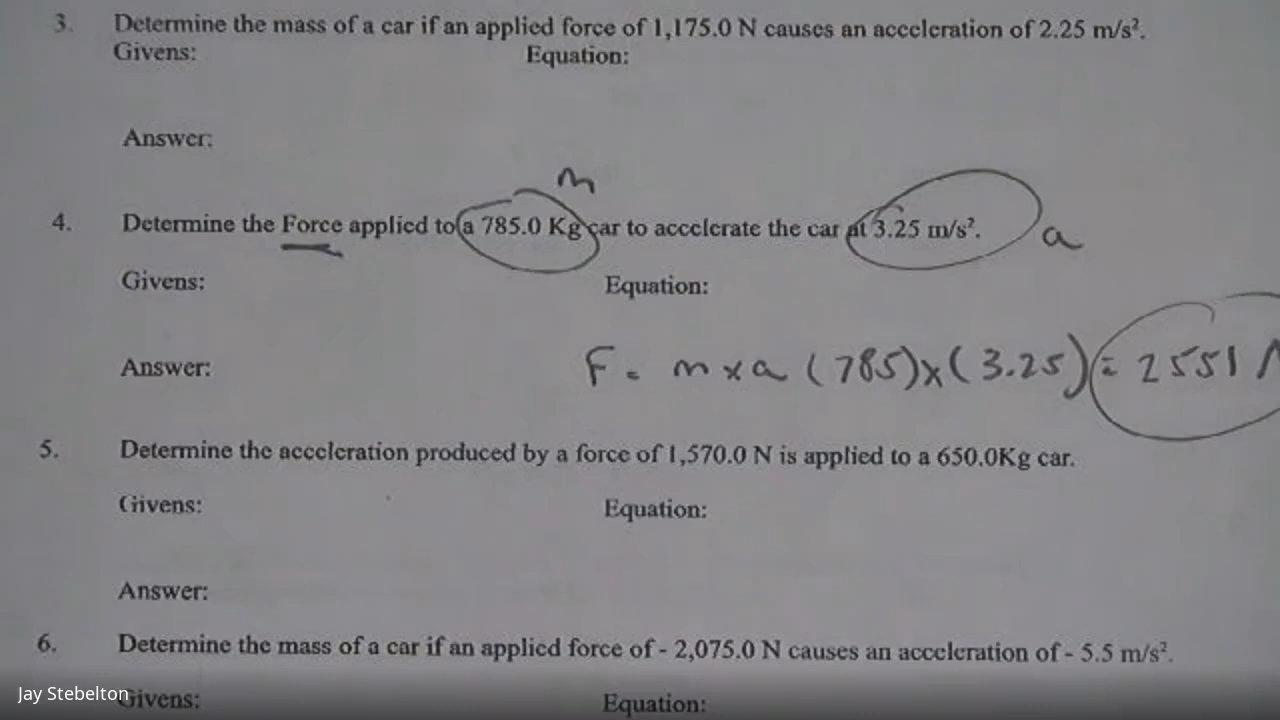 3. Determine the mass of a car if an applied force of 1,175.0 N causes an acceleration of 2.25 m/s².
Givens: Equation:
Answer:
m
4. Determine the Force applied to a 785.0 Kg car to accelerate the car at 3.25 m/s².
a
Givens: Equation:
Answer: F = m x a (785) x (3.25) = 2551 N
5. Determine the acceleration produced by a force of 1,570.0 N is applied to a 650.0Kg car.
Givens: Equation:
Answer:
6. Determine the mass of a car if an applied force of - 2,075.0 N causes an acceleration of - 5.5 m/s².
Givens: Equation:
Jay Stebelton